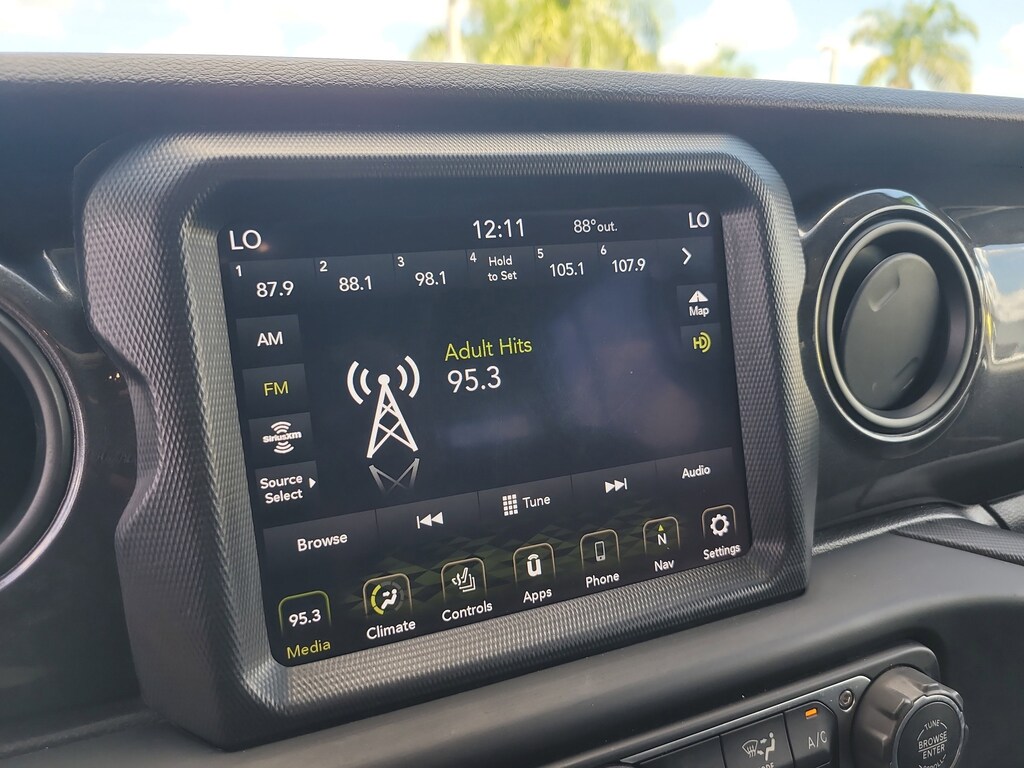 LO
12:11
88°out.
LO
1 87.9
2 88.1
3 98.1
4 Hold
to Set
5 105.1
6 107.9
Map
AM
Adult Hits
HD
95.3
FM
SiriusXM
Source
Select
Browse
Tune
Audio
95.3
Media
Climate
Controls
Apps
Phone
N
Nav
Settings
A/C
TUNE
BROWSE
ENTER